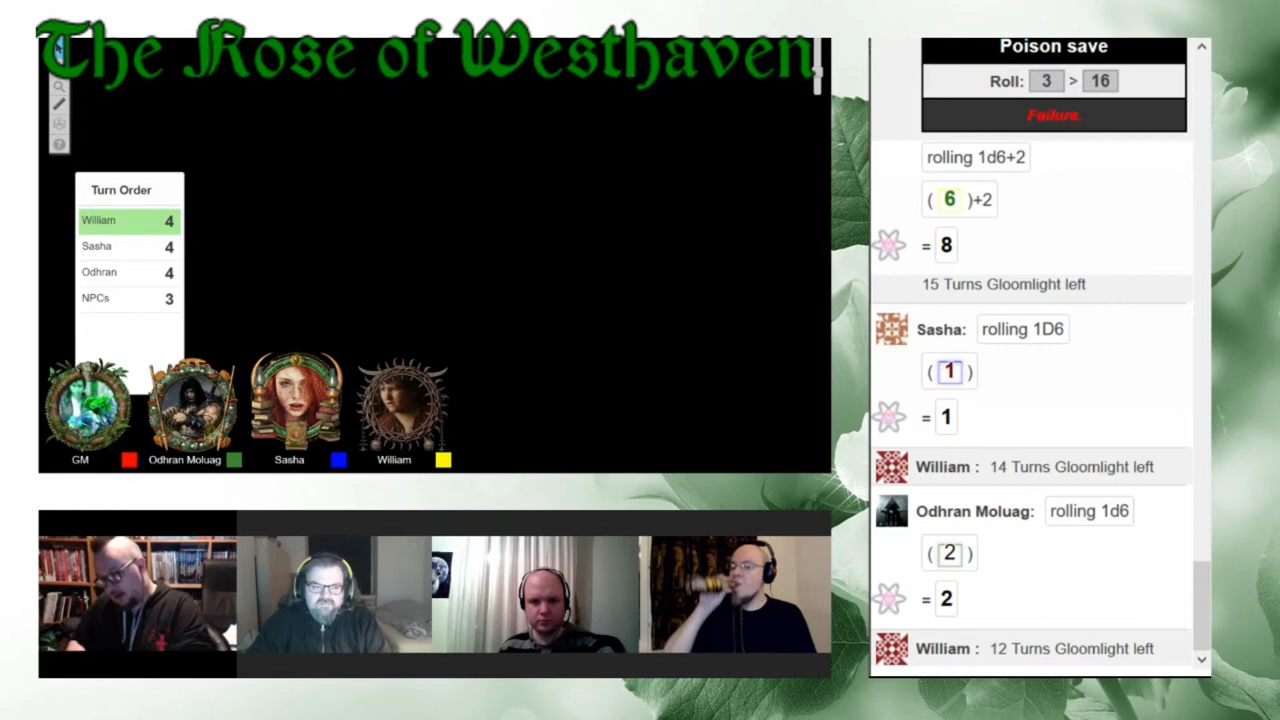 The Rose of Westhaven
Turn Order
William 4
Sasha 4
Odhran 4
NPCs 3
GM
Odhran Moluag
Sasha
William
Poison save
Roll: 3 > 16
Failure.
rolling 1d6+2
( 6 )+2
= 8
15 Turns Gloomlight left
Sasha: rolling 1D6
( 1 )
= 1
William : 14 Turns Gloomlight left
Odhran Moluag: rolling 1d6
( 2 )
= 2
William : 12 Turns Gloomlight left